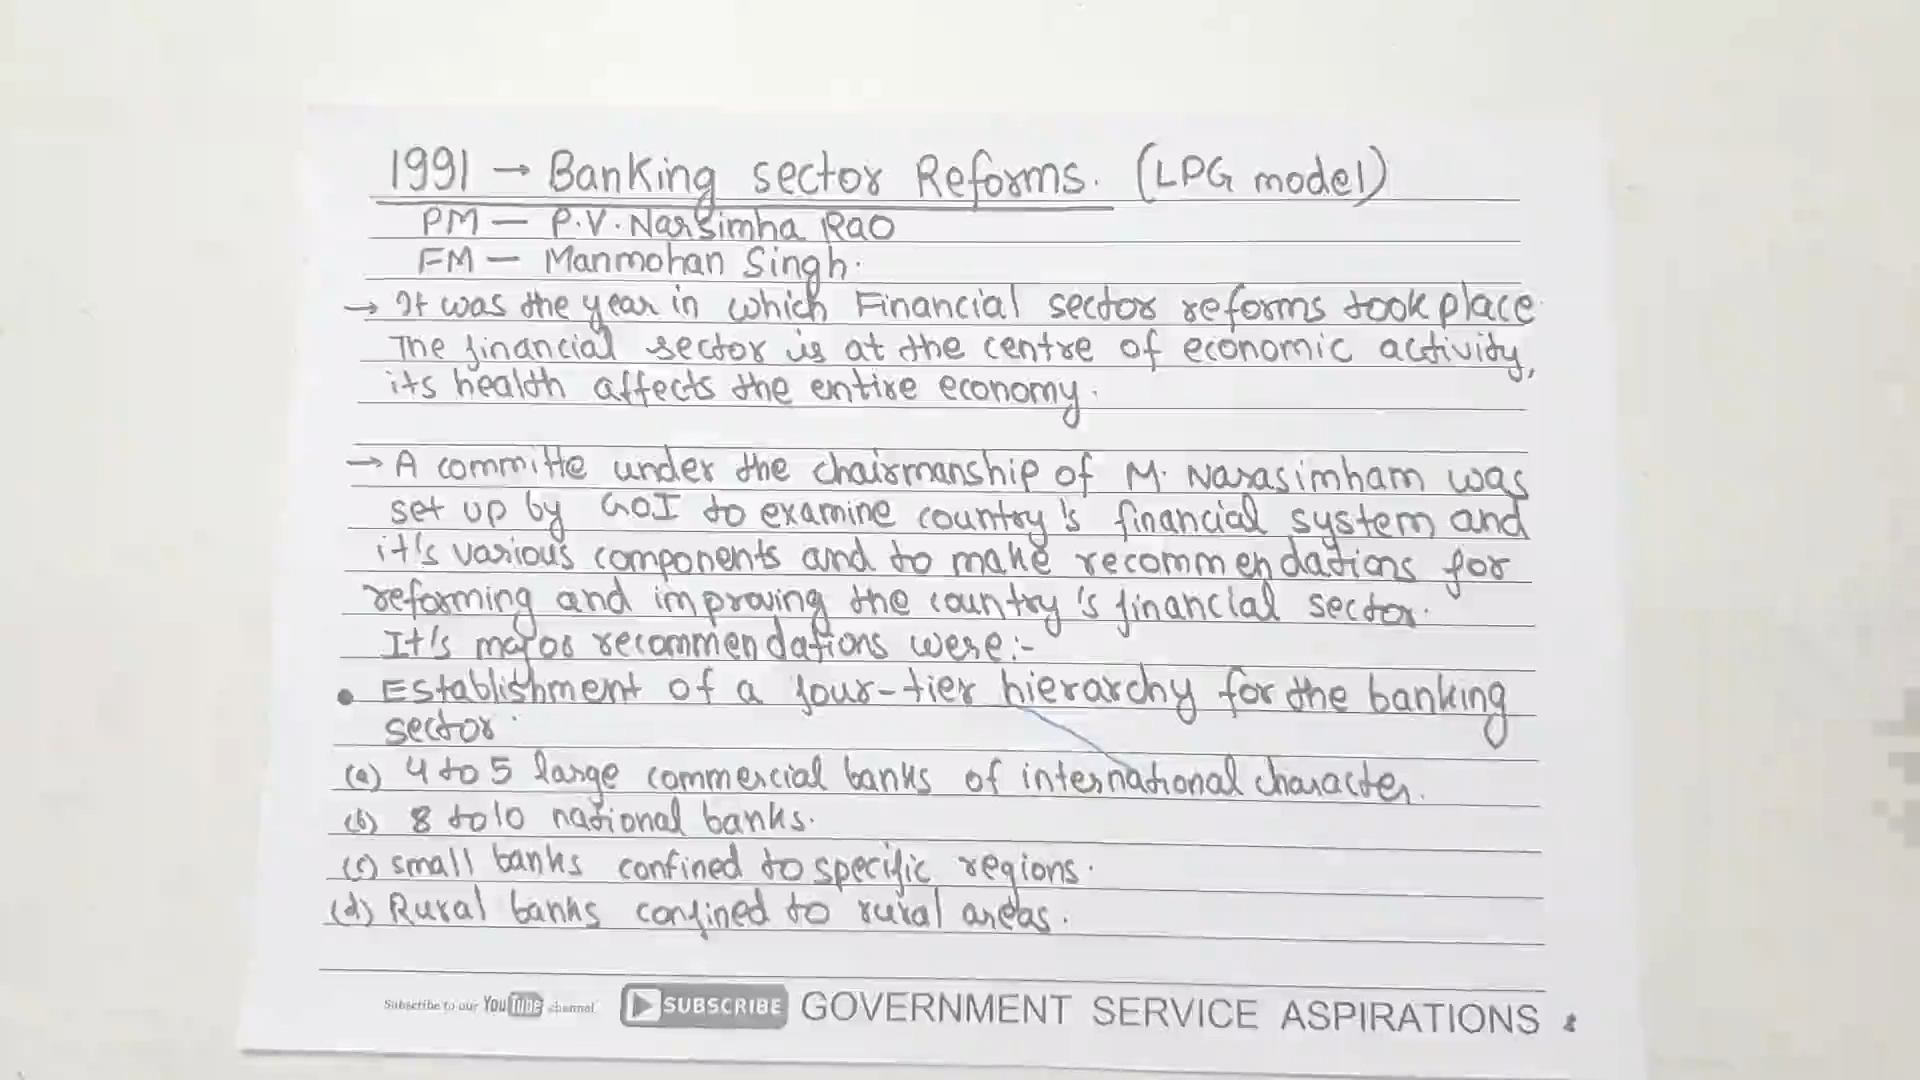 1991 → Banking sector Reforms. (LPG model)
PM — P.V. Narsimha Rao
FM — Manmohan Singh.
→ It was the year in which Financial sector reforms took place.
The financial sector is at the centre of economic activity,
its health affects the entire economy.
→ A committe under the chairmanship of M. Narasimham was
set up by GOI to examine country's financial system and
it's various components and to make recommendations for
reforming and improving the country's financial sector.
It's major recommendations were:-
• Establishment of a four-tier hierarchy for the banking
sector.
(a) 4 to 5 large commercial banks of international character.
(b) 8 to 10 national banks.
(c) small banks confined to specific regions.
(d) Rural banks confined to rural areas.
Subscribe to our YouTube channel SUBSCRIBE GOVERNMENT SERVICE ASPIRATIONS